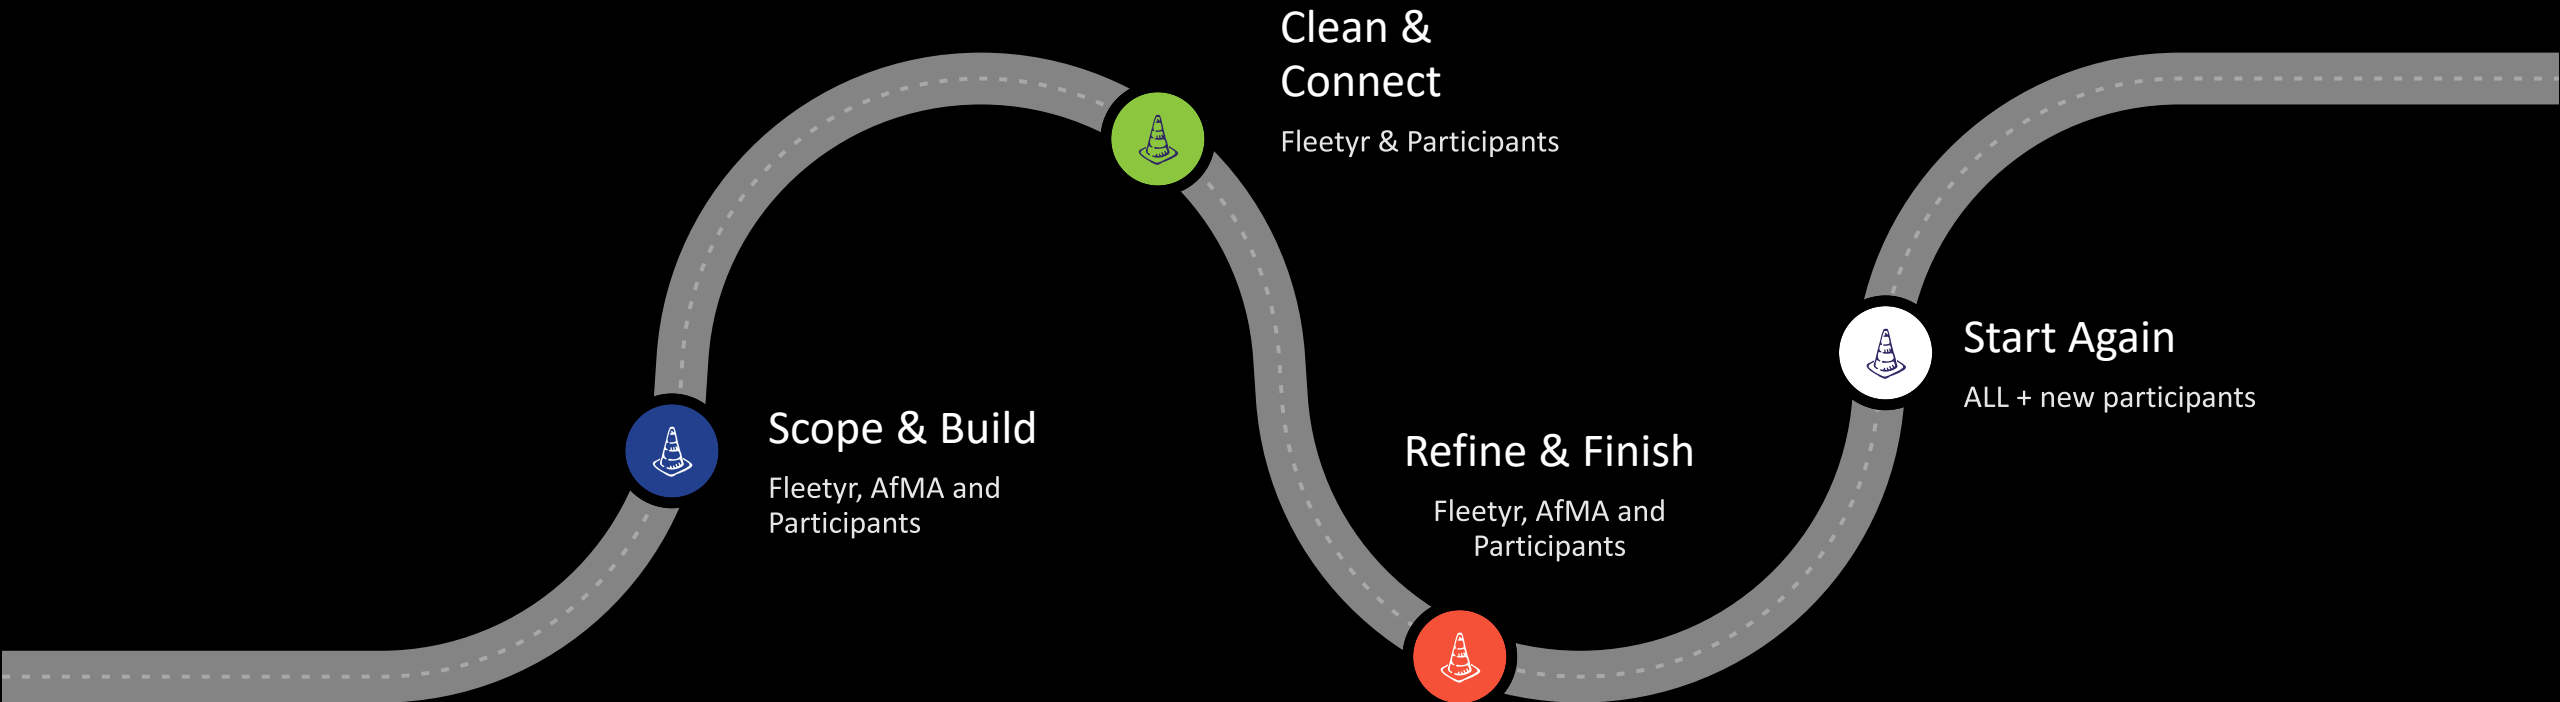 Clean &
Connect
Fleetyr & Participants
Scope & Build
Fleetyr, AfMA and
Participants
Refine & Finish
Fleetyr, AfMA and
Participants
Start Again
ALL + new participants